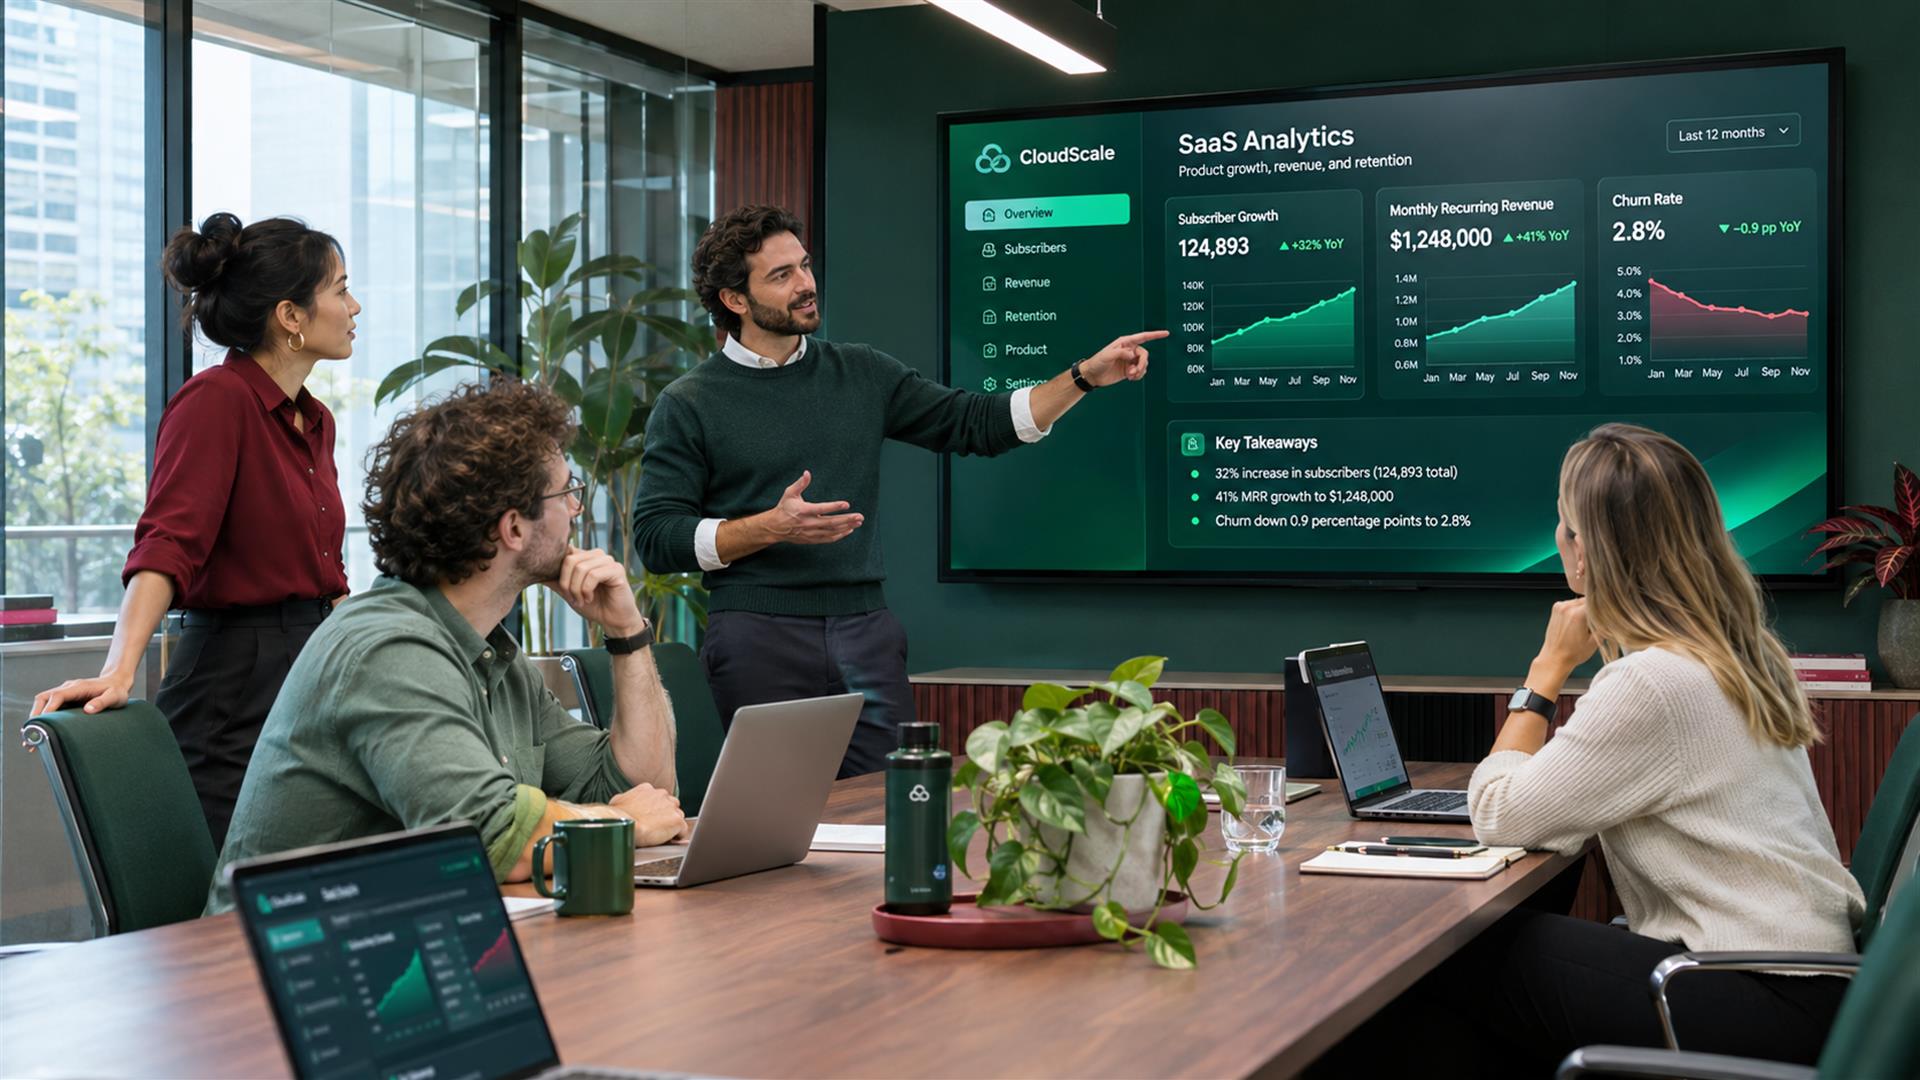 CloudScale
Overview
Subscribers
Revenue
Retention
Product
Settings
SaaS Analytics
Product growth, revenue, and retention
Last 12 months
Subscriber Growth
124,893
▲ +32% YoY
140K
120K
100K
80K
60K
Jan Mar May Jul Sep Nov
Monthly Recurring Revenue
$1,248,000
▲ +41% YoY
1.4M
1.2M
1.0M
0.8M
0.6M
Jan Mar May Jul Sep Nov
Churn Rate
2.8%
▼ −0.9 pp YoY
5.0%
4.0%
3.0%
2.0%
1.0%
Jan Mar May Jul Sep Nov
Key Takeaways
32% increase in subscribers (124,893 total)
41% MRR growth to $1,248,000
Churn down 0.9 percentage points to 2.8%